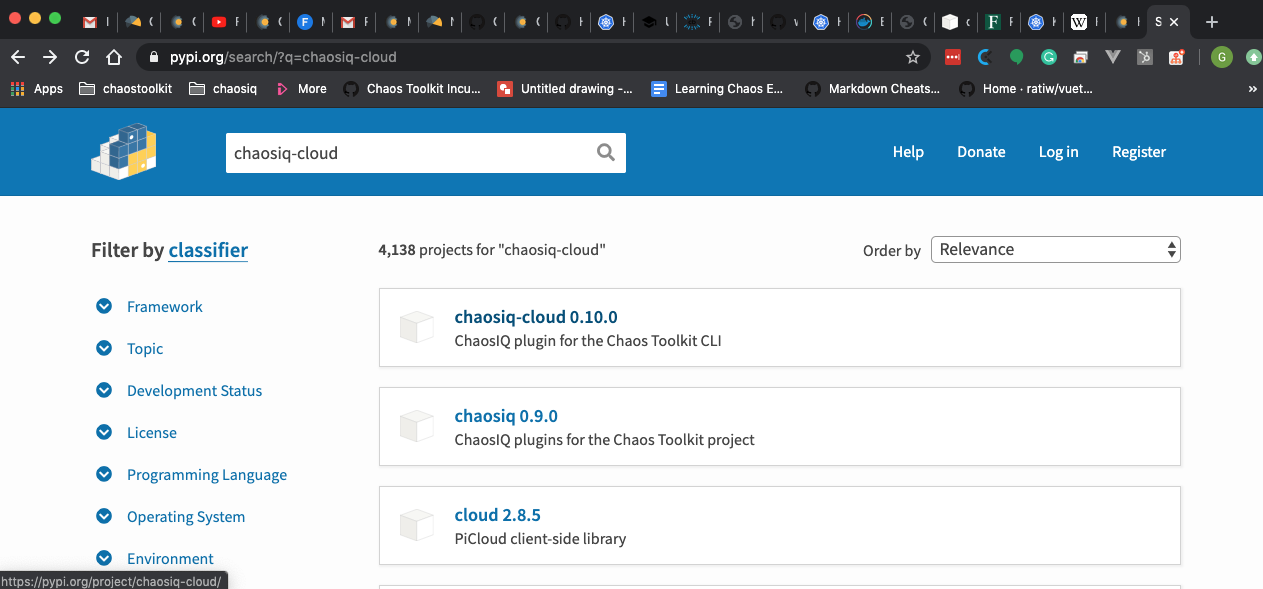 pypi.org/search/?q=chaosiq-cloud
G
Apps chaostoolkit chaosiq More Chaos Toolkit Incu... Untitled drawing -... Learning Chaos E... Markdown Cheats... Home · ratiw/vuet... »
chaosiq-cloud
Help Donate Log in Register
Filter by classifier
4,138 projects for "chaosiq-cloud"
Order by Relevance
Framework
Topic
Development Status
License
Programming Language
Operating System
Environment
chaosiq-cloud 0.10.0
ChaosIQ plugin for the Chaos Toolkit CLI
chaosiq 0.9.0
ChaosIQ plugins for the Chaos Toolkit project
cloud 2.8.5
PiCloud client-side library
https://pypi.org/project/chaosiq-cloud/